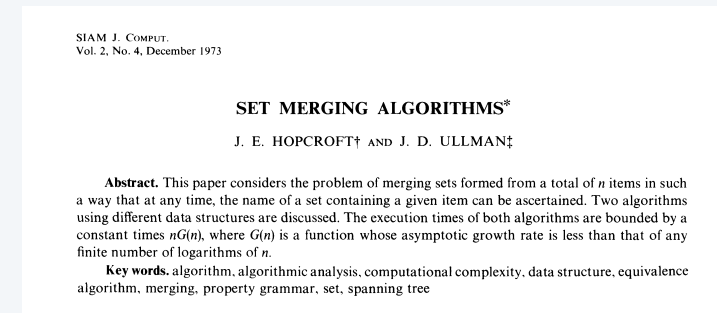 SIAM J. COMPUT.
Vol. 2, No. 4, December 1973
SET MERGING ALGORITHMS*
J. E. HOPCROFT† AND J. D. ULLMAN‡
Abstract. This paper considers the problem of merging sets formed from a total of n items in such
a way that at any time, the name of a set containing a given item can be ascertained. Two algorithms
using different data structures are discussed. The execution times of both algorithms are bounded by a
constant times nG(n), where G(n) is a function whose asymptotic growth rate is less than that of any
finite number of logarithms of n.
Key words. algorithm, algorithmic analysis, computational complexity, data structure, equivalence
algorithm, merging, property grammar, set, spanning tree